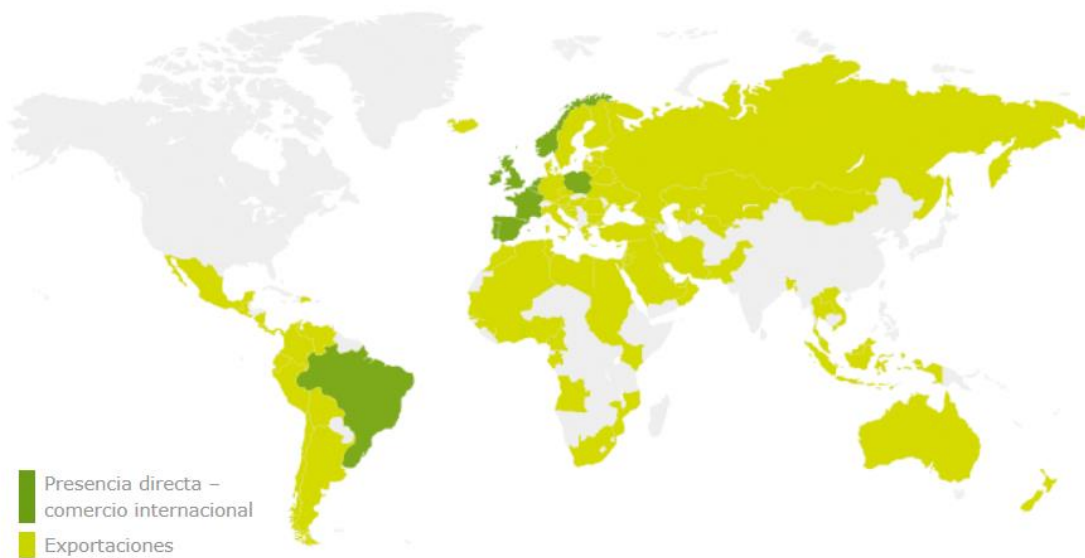 Presencia directa –
comercio internacional
Exportaciones